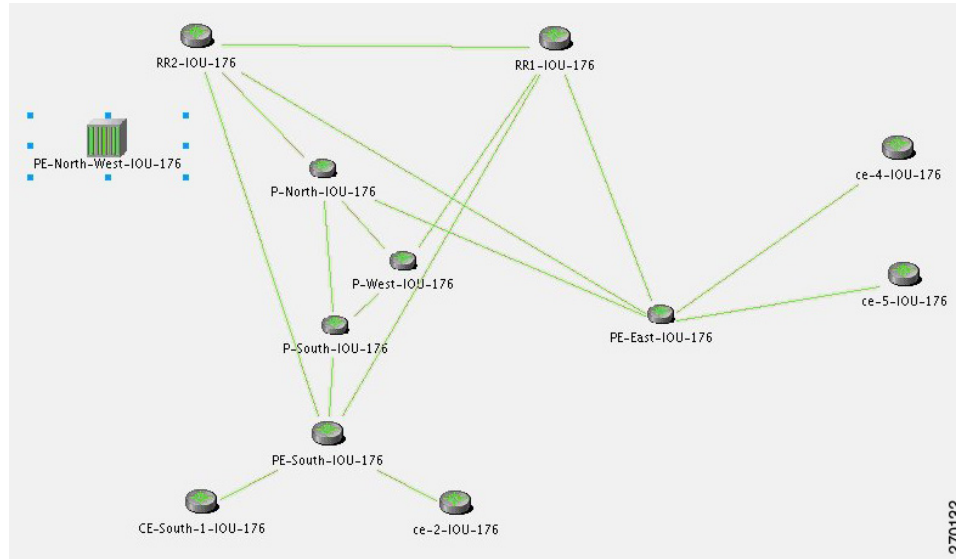 RR2-IOU-176
RR1-IOU-176
PE-North-West-IOU-176
P-North-IOU-176
ce-4-IOU-176
P-West-IOU-176
ce-5-IOU-176
P-South-IOU-176
PE-East-IOU-176
PE-South-IOU-176
CE-South-1-IOU-176
ce-2-IOU-176
270122